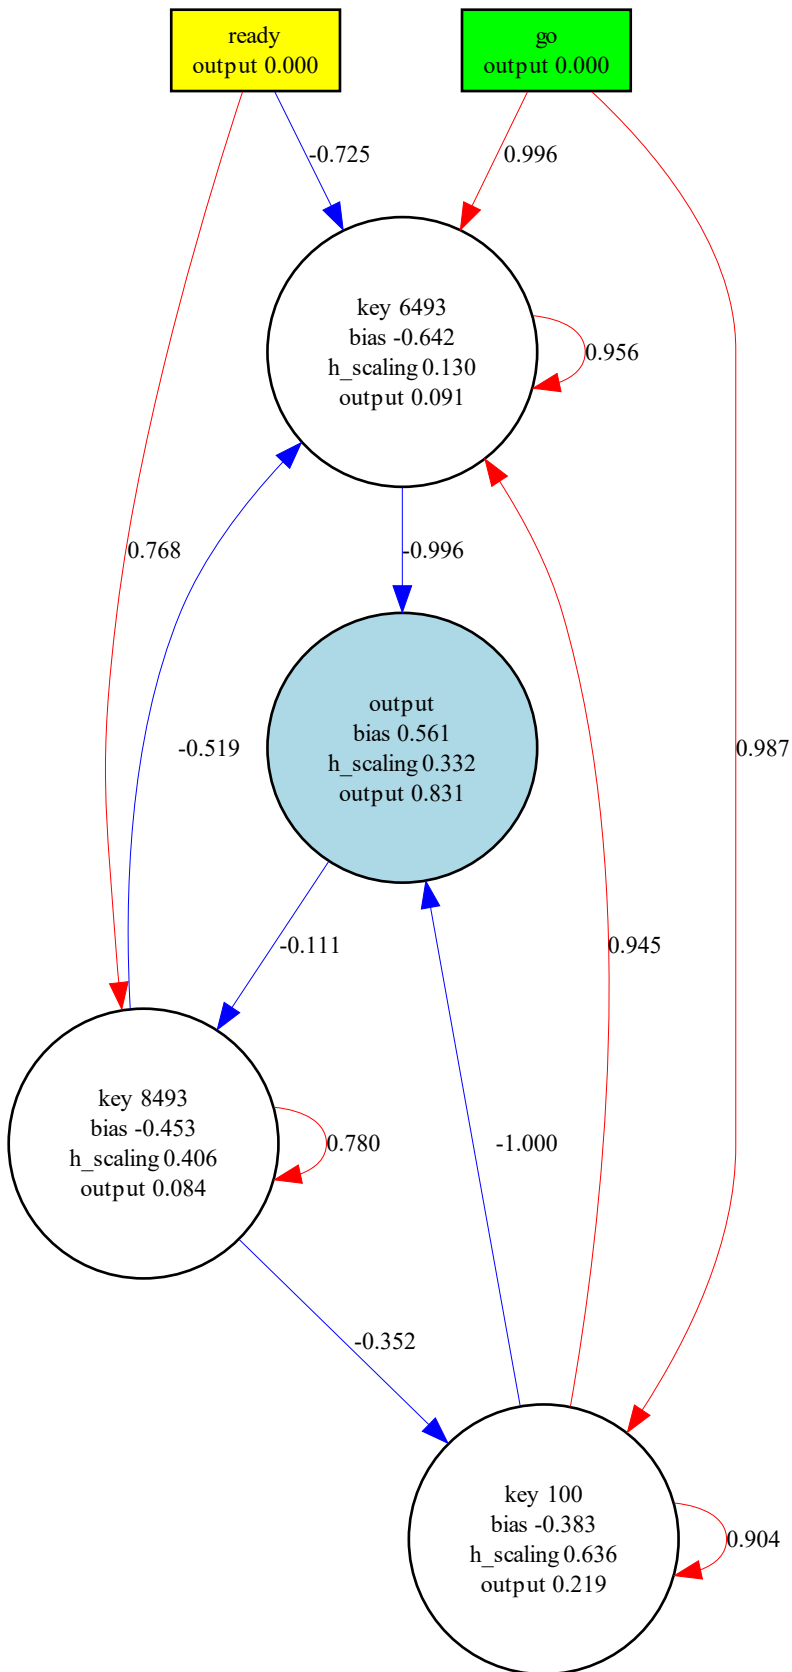 ready
output 0.000
go
output 0.000
-0.725
0.996
key 6493
bias -0.642
h_scaling 0.130
output 0.091
0.956
0.768
-0.996
output
bias 0.561
h_scaling 0.332
output 0.831
-0.519
0.987
-0.111
0.945
key 8493
bias -0.453
h_scaling 0.406
output 0.084
0.780
-1.000
-0.352
key 100
bias -0.383
h_scaling 0.636
output 0.219
0.904